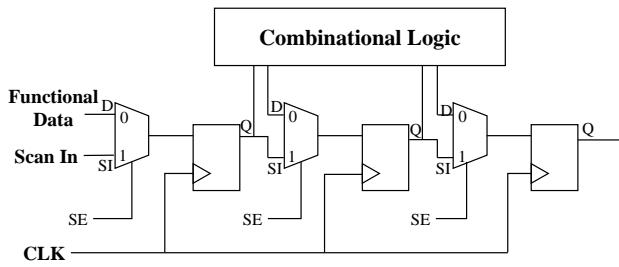 Combinational Logic
Functional
Data
D
0
Q
D
0
Q
D
0
Q
Scan In
1
SI
SI
1
SI
1
SE
SE
SE
CLK